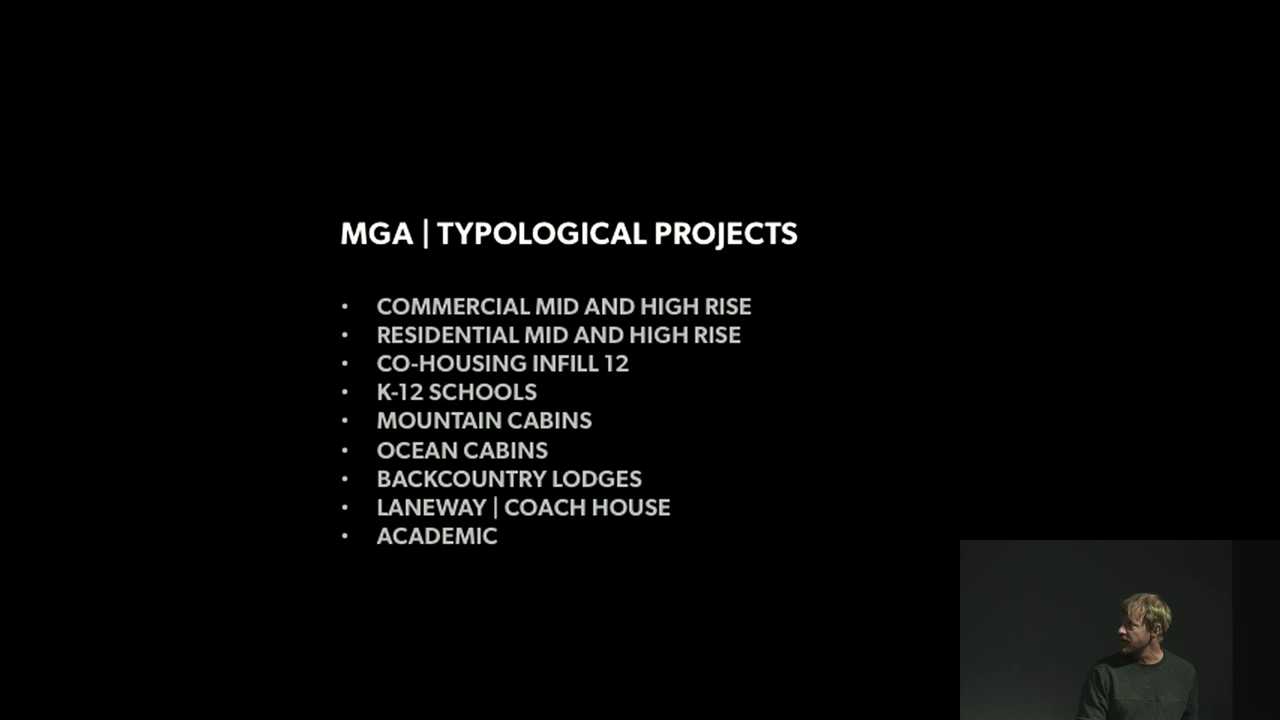 MGA | TYPOLOGICAL PROJECTS
• COMMERCIAL MID AND HIGH RISE
• RESIDENTIAL MID AND HIGH RISE
• CO-HOUSING INFILL 12
• K-12 SCHOOLS
• MOUNTAIN CABINS
• OCEAN CABINS
• BACKCOUNTRY LODGES
• LANEWAY | COACH HOUSE
• ACADEMIC